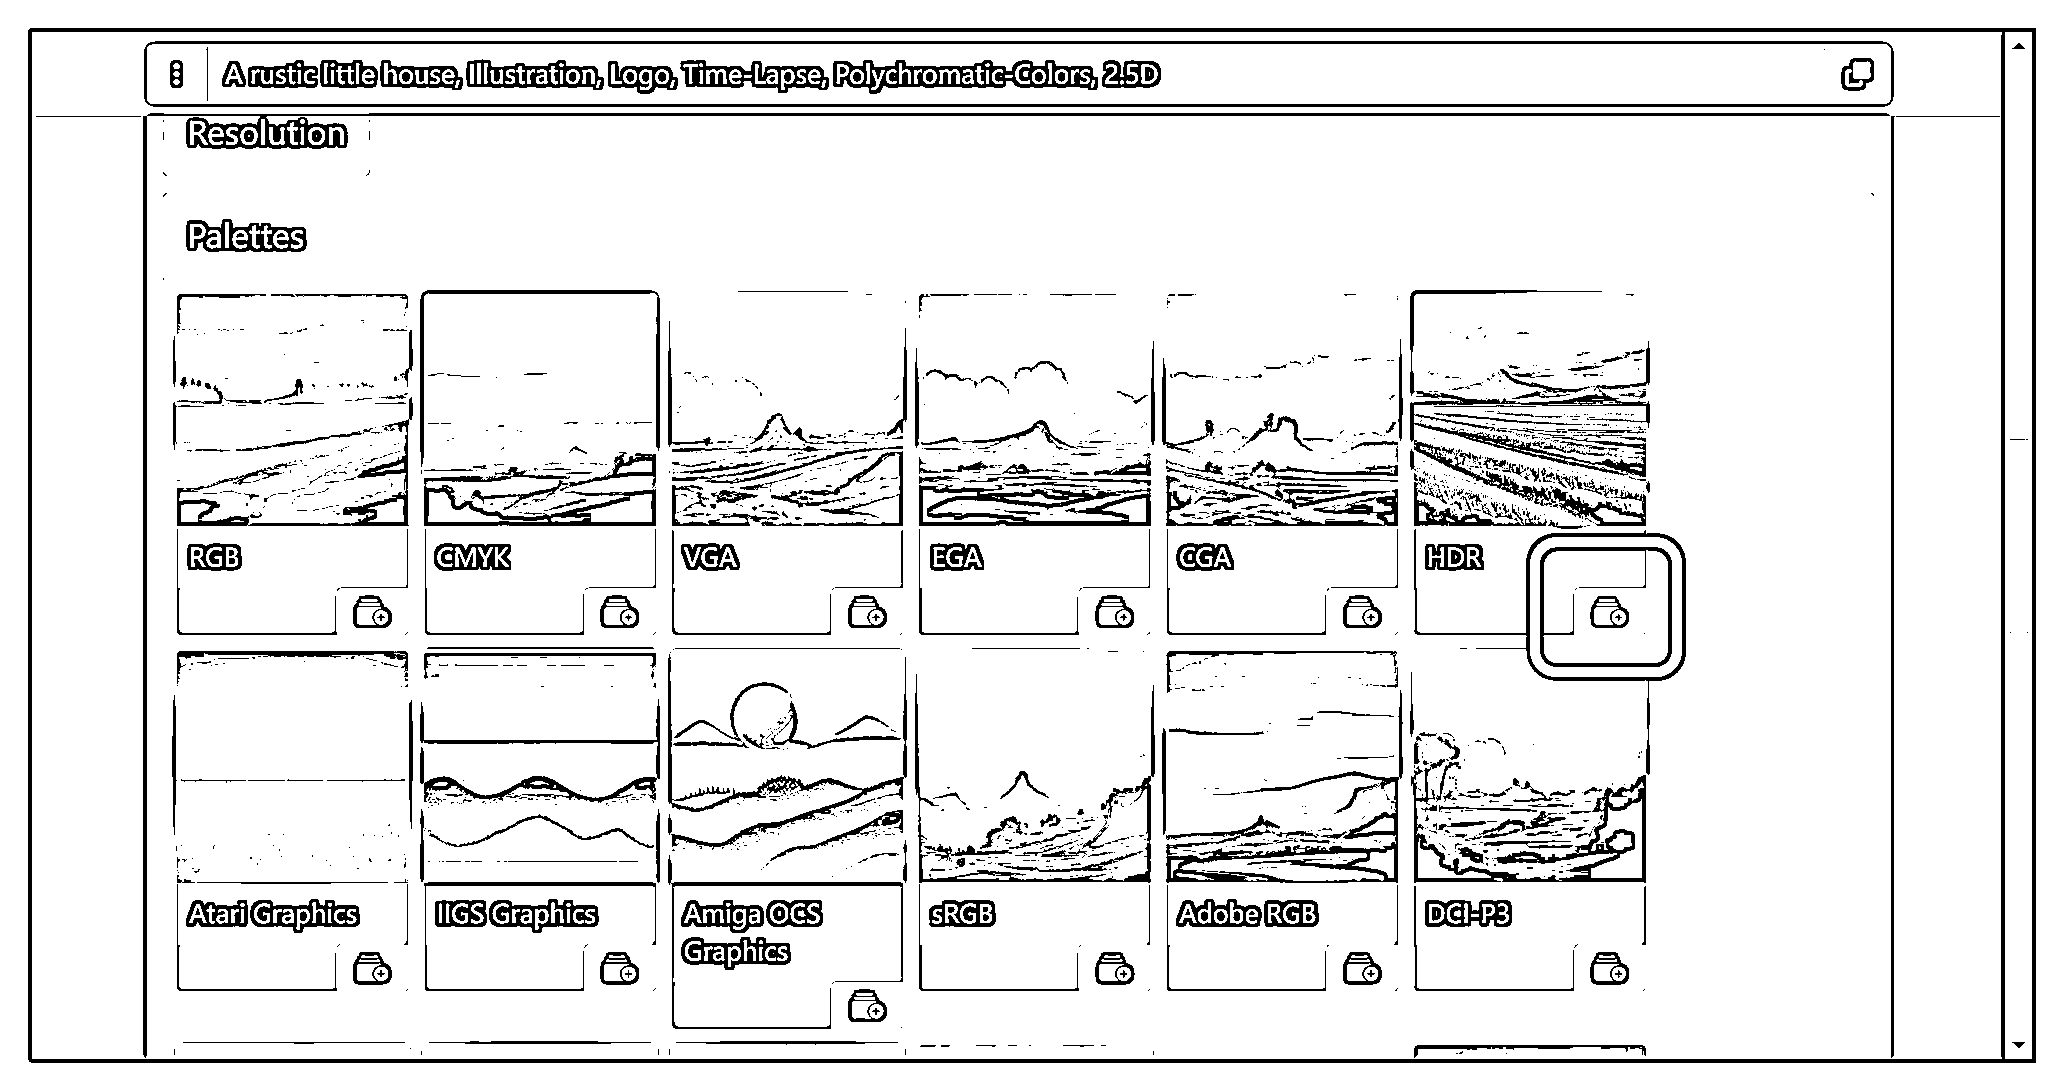 A rustic little house, Illustration, Logo, Time-Lapse, Polychromatic-Colors, 2.5D
Resolution
Palettes
RGB
CMYK
VGA
EGA
CGA
HDR
Atari Graphics
IIGS Graphics
Amiga OCS
Graphics
sRGB
Adobe RGB
DCI-P3